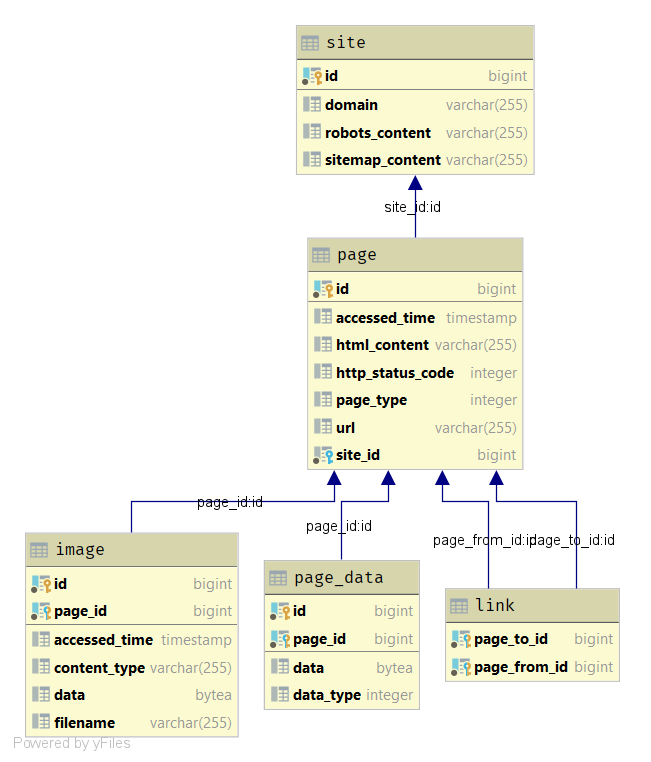 site
id bigint
domain varchar(255)
robots_content varchar(255)
sitemap_content varchar(255)
site_id:id
page
id bigint
accessed_time timestamp
html_content varchar(255)
http_status_code integer
page_type integer
url varchar(255)
site_id bigint
page_id:id
page_id:id
page_from_id:id
page_to_id:id
image
id bigint
page_id bigint
accessed_time timestamp
content_type varchar(255)
data bytea
filename varchar(255)
page_data
id bigint
page_id bigint
data bytea
data_type integer
link
page_to_id bigint
page_from_id bigint
Powered by yFiles